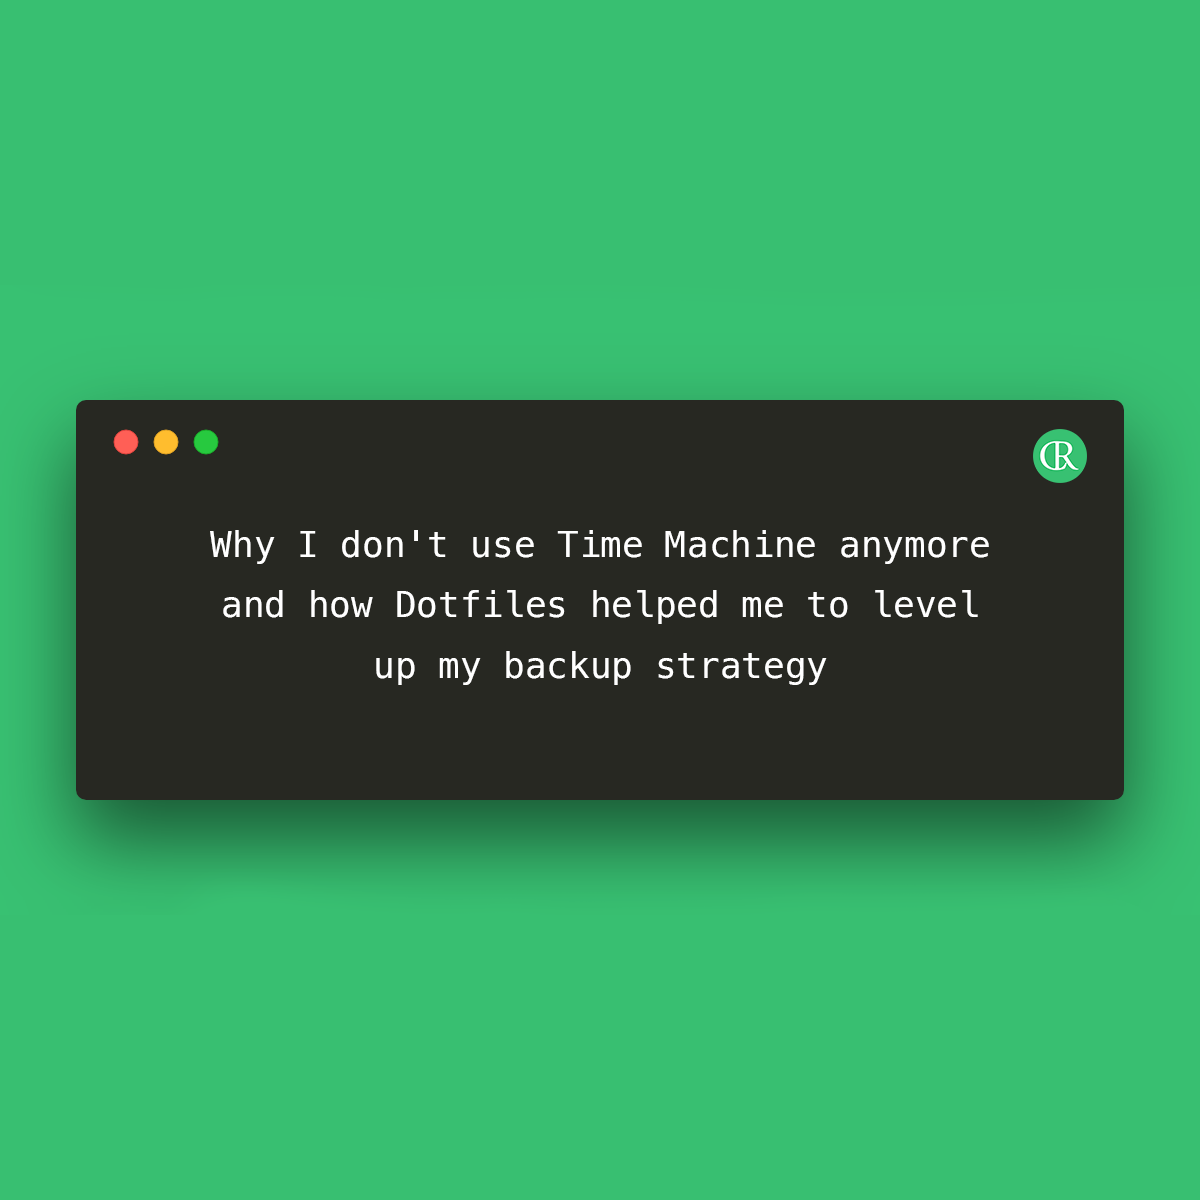 CR
Why I don't use Time Machine anymore
and how Dotfiles helped me to level
up my backup strategy